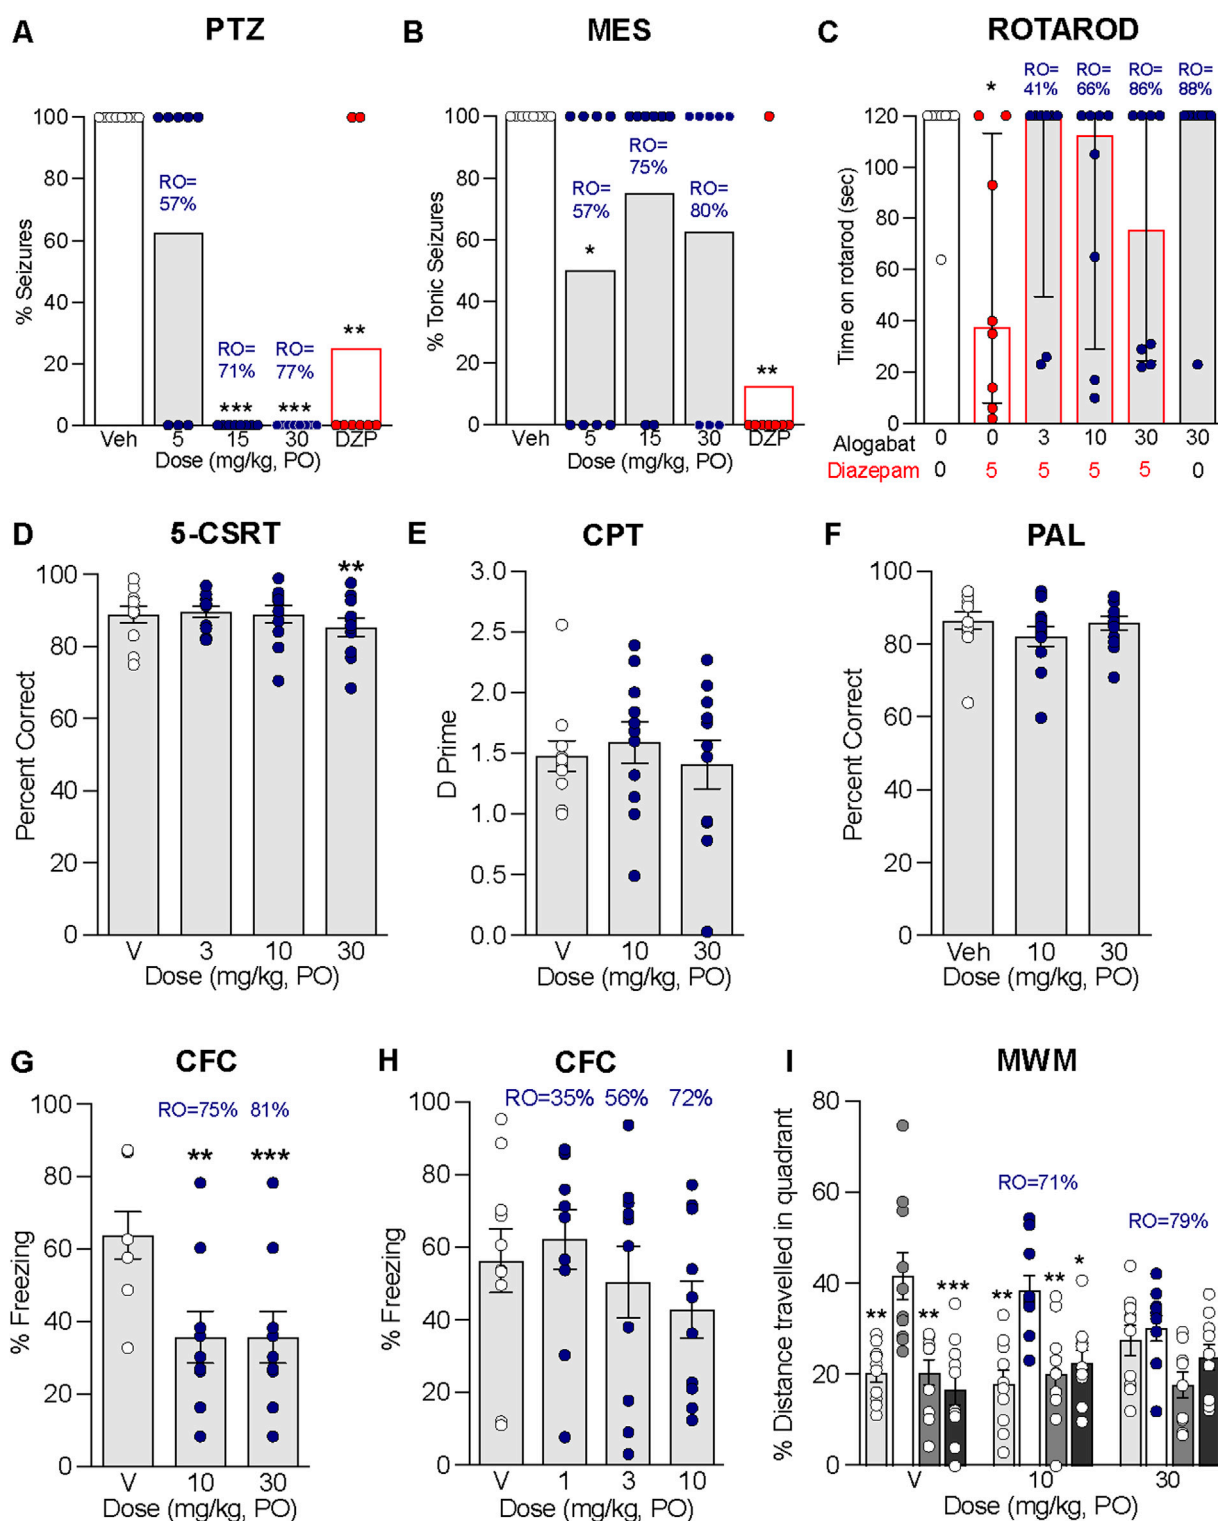 A PTZ
% Seizures
100
80
60
40
20
0
RO=
57%
RO=
71%
RO=
77%
***
***
**
Veh 5 15 30 DZP
Dose (mg/kg, PO)
B MES
% Tonic Seizures
100
80
60
40
20
0
RO=
57%
*
RO=
75%
RO=
80%
**
Veh 5 15 30 DZP
Dose (mg/kg, PO)
C ROTAROD
Time on rotarod (sec)
120
100
80
60
40
20
0
*
RO= RO= RO= RO=
41% 66% 86% 88%
Alogabat 0 0 3 10 30 30
Diazepam 0 5 5 5 5 0
D 5-CSRT
Percent Correct
100
80
60
40
20
0
**
V 3 10 30
Dose (mg/kg, PO)
E CPT
D Prime
3.0
2.5
2.0
1.5
1.0
0.5
0.0
V 10 30
Dose (mg/kg, PO)
F PAL
Percent Correct
100
80
60
40
20
0
Veh 10 30
Dose (mg/kg, PO)
G CFC
% Freezing
100
80
60
40
20
0
RO=75% 81%
** ***
V 10 30
Dose (mg/kg, PO)
H CFC
% Freezing
100
80
60
40
20
0
RO=35% 56% 72%
V 1 3 10
Dose (mg/kg, PO)
I MWM
% Distance travelled in quadrant
80
60
40
20
0
RO=71%
RO=79%
** ** *** ** ** *
V 10 30
Dose (mg/kg, PO)